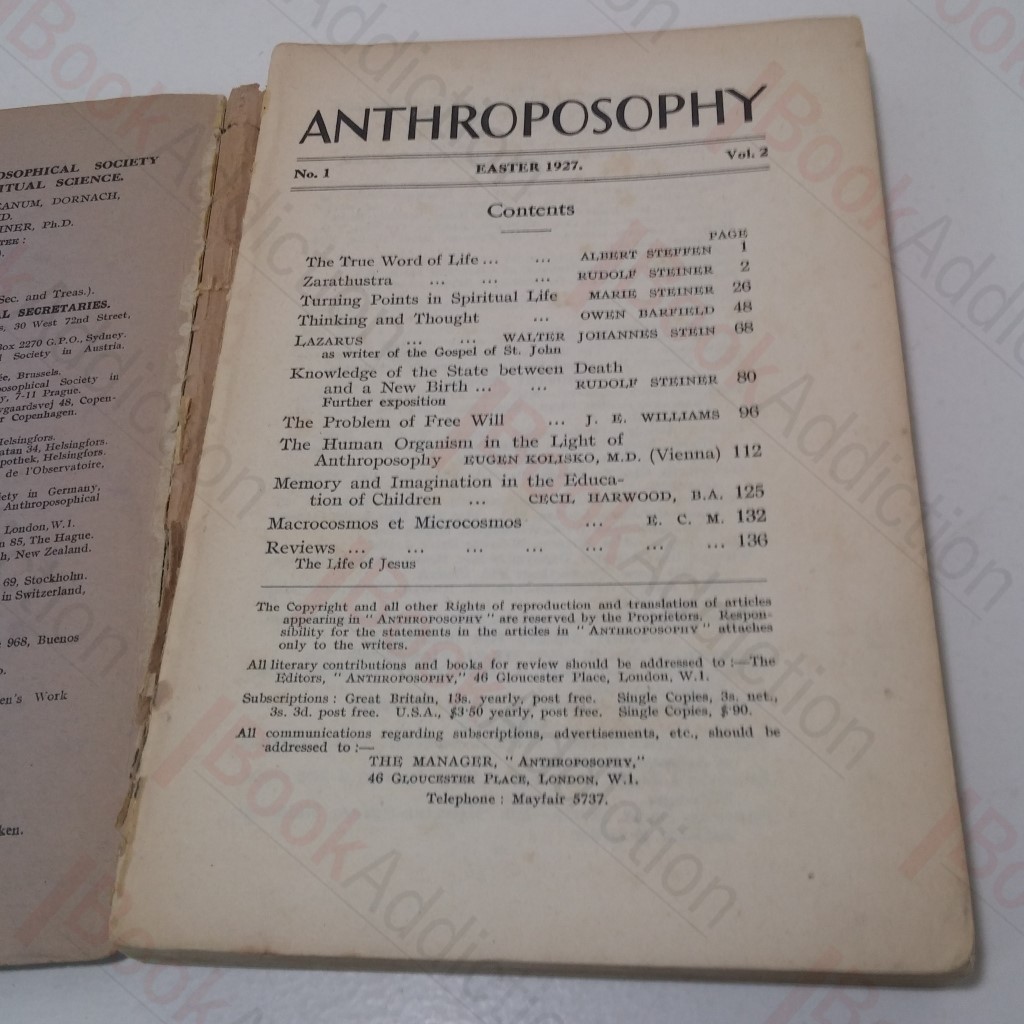 OSOPHICAL SOCIETY
ITUAL SCIENCE.
EANUM, DORNACH,
INER, Ph.D.
Sec. and Treas.).
L SECRETARIES.
30 West 72nd Street,
Box 2270 G.P.O., Sydney.
Society in Austria.
Brussels.
oposophical Society in
7-11 Prague.
gaardsvej 48, Copen-
r Copenhagen.
Helsingfors.
atan 34, Helsingfors.
pothek, Helsingfors.
de l'Observatoire,
iety in Germany,
Anthroposophical
London, W.1.
n 85, The Hague.
h, New Zealand.
69, Stockholm.
in Switzerland,
968, Buenos
en's Work
ken.
ANTHROPOSOPHY
No. 1 EASTER 1927. Vol. 2
Contents
PAGE
The True Word of Life ... ... ALBERT STEFFEN 1
Zarathustra ... ... ... RUDOLF STEINER 2
Turning Points in Spiritual Life MARIE STEINER 26
Thinking and Thought ... OWEN BARFIELD 48
LAZARUS ... ... WALTER JOHANNES STEIN 68
as writer of the Gospel of St. John
Knowledge of the State between Death
and a New Birth ... ... RUDOLF STEINER 80
Further exposition
The Problem of Free Will ... J. E. WILLIAMS 96
The Human Organism in the Light of
Anthroposophy EUGEN KOLISKO, M.D. (Vienna) 112
Memory and Imagination in the Educa-
tion of Children ... CECIL HARWOOD, B.A. 125
Macrocosmos et Microcosmos ... E. C. M. 132
Reviews ... ... ... ... ... ... ... 136
The Life of Jesus
The Copyright and all other Rights of reproduction and translation of articles
appearing in "ANTHROPOSOPHY" are reserved by the Proprietors. Respon-
sibility for the statements in the articles in "ANTHROPOSOPHY" attaches
only to the writers.
All literary contributions and books for review should be addressed to :—The
Editors, "ANTHROPOSOPHY," 46 Gloucester Place, London, W.1.
Subscriptions : Great Britain, 13s. yearly, post free. Single Copies, 3s. net.,
3s. 3d. post free. U.S.A., $3·50 yearly, post free. Single Copies, $·90.
All communications regarding subscriptions, advertisements, etc., should be
addressed to :—
THE MANAGER, "ANTHROPOSOPHY,"
46 GLOUCESTER PLACE, LONDON, W.1.
Telephone : Mayfair 5737.
BookAddiction